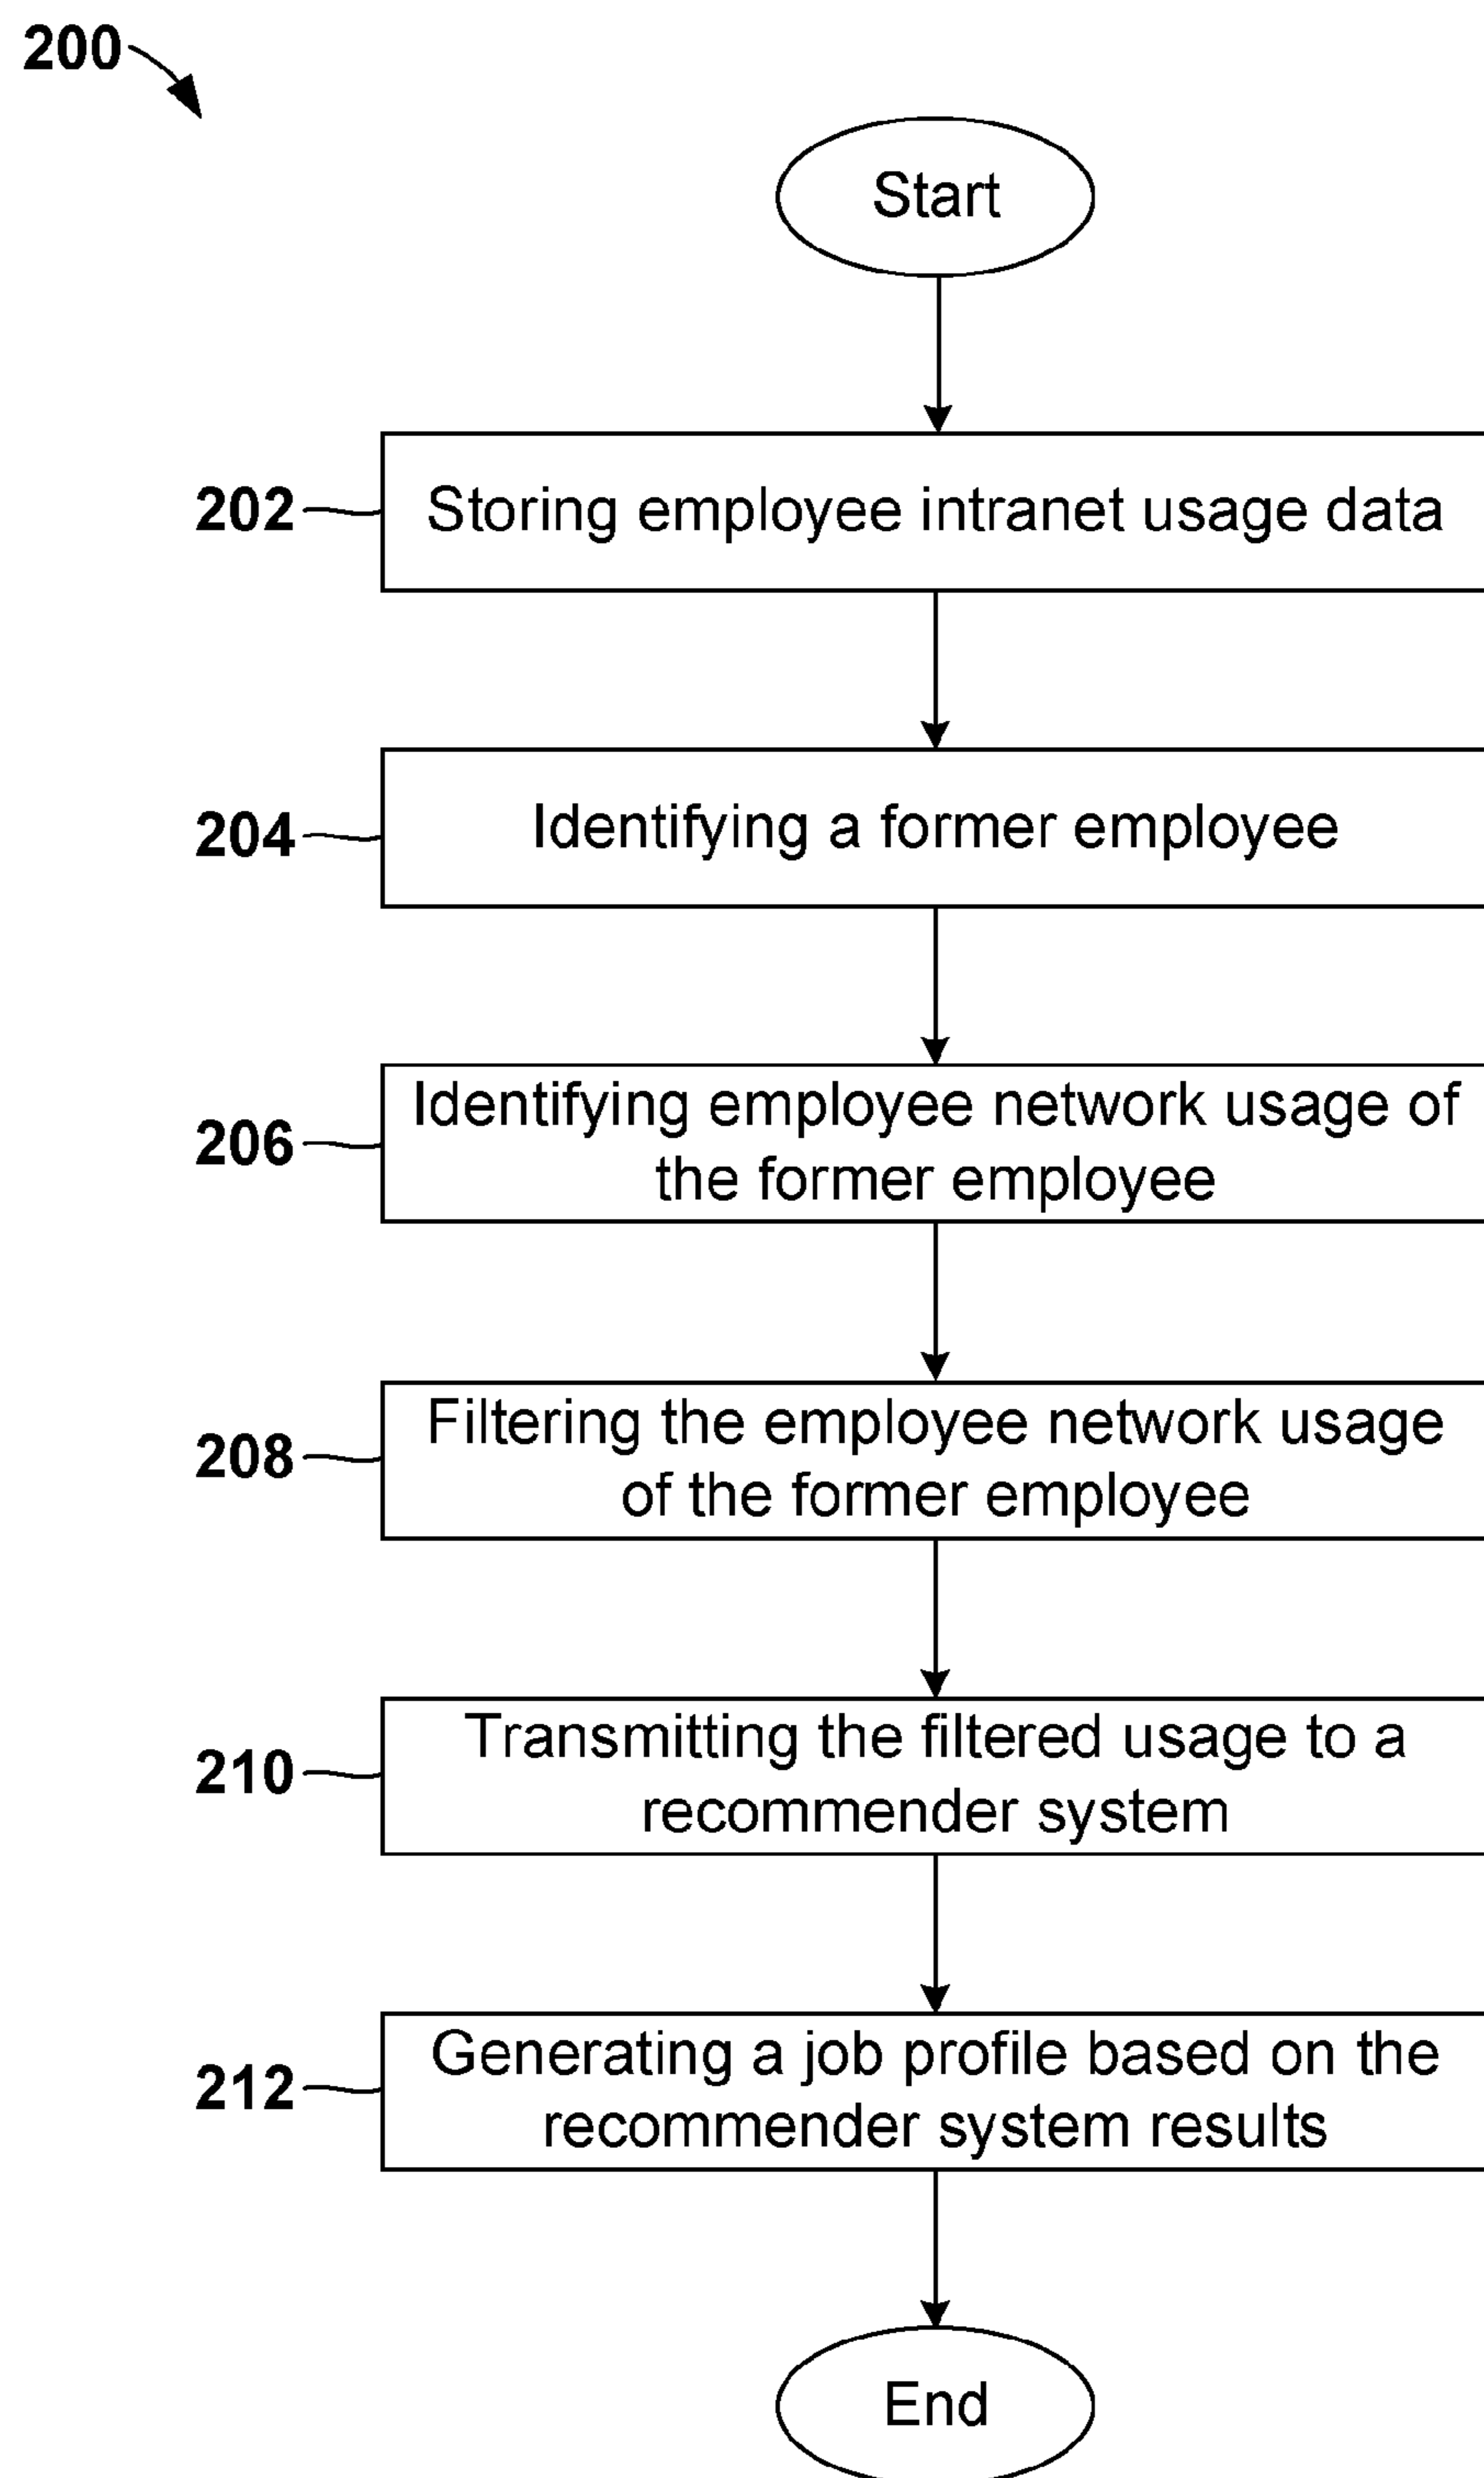 200
Start
202
Storing employee intranet usage data
204
Identifying a former employee
206
Identifying employee network usage of
the former employee
208
Filtering the employee network usage
of the former employee
210
Transmitting the filtered usage to a
recommender system
212
Generating a job profile based on the
recommender system results
End